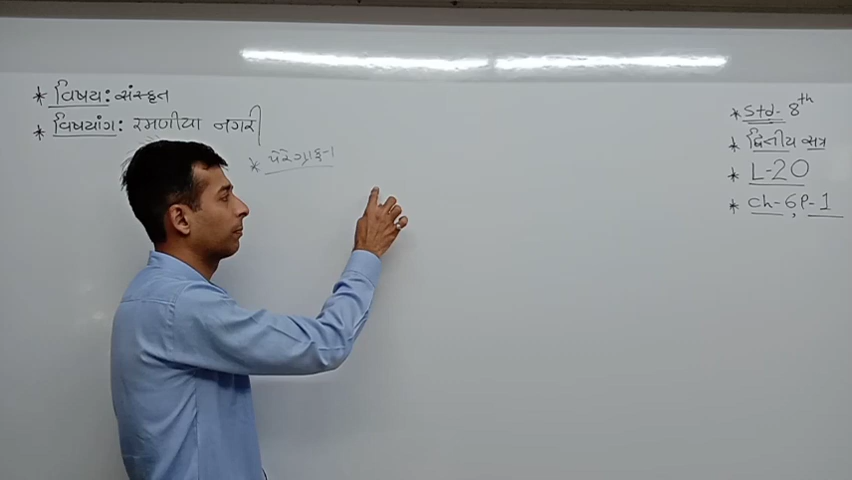 * વિષય: સંસ્કૃત
* વિષયાંગ: રમણીયા નગરી
* પેરેગ્રાફ-1
* Std- 8th
* દ્વિતીય સત્ર
* L-20
* Ch-6, P-1